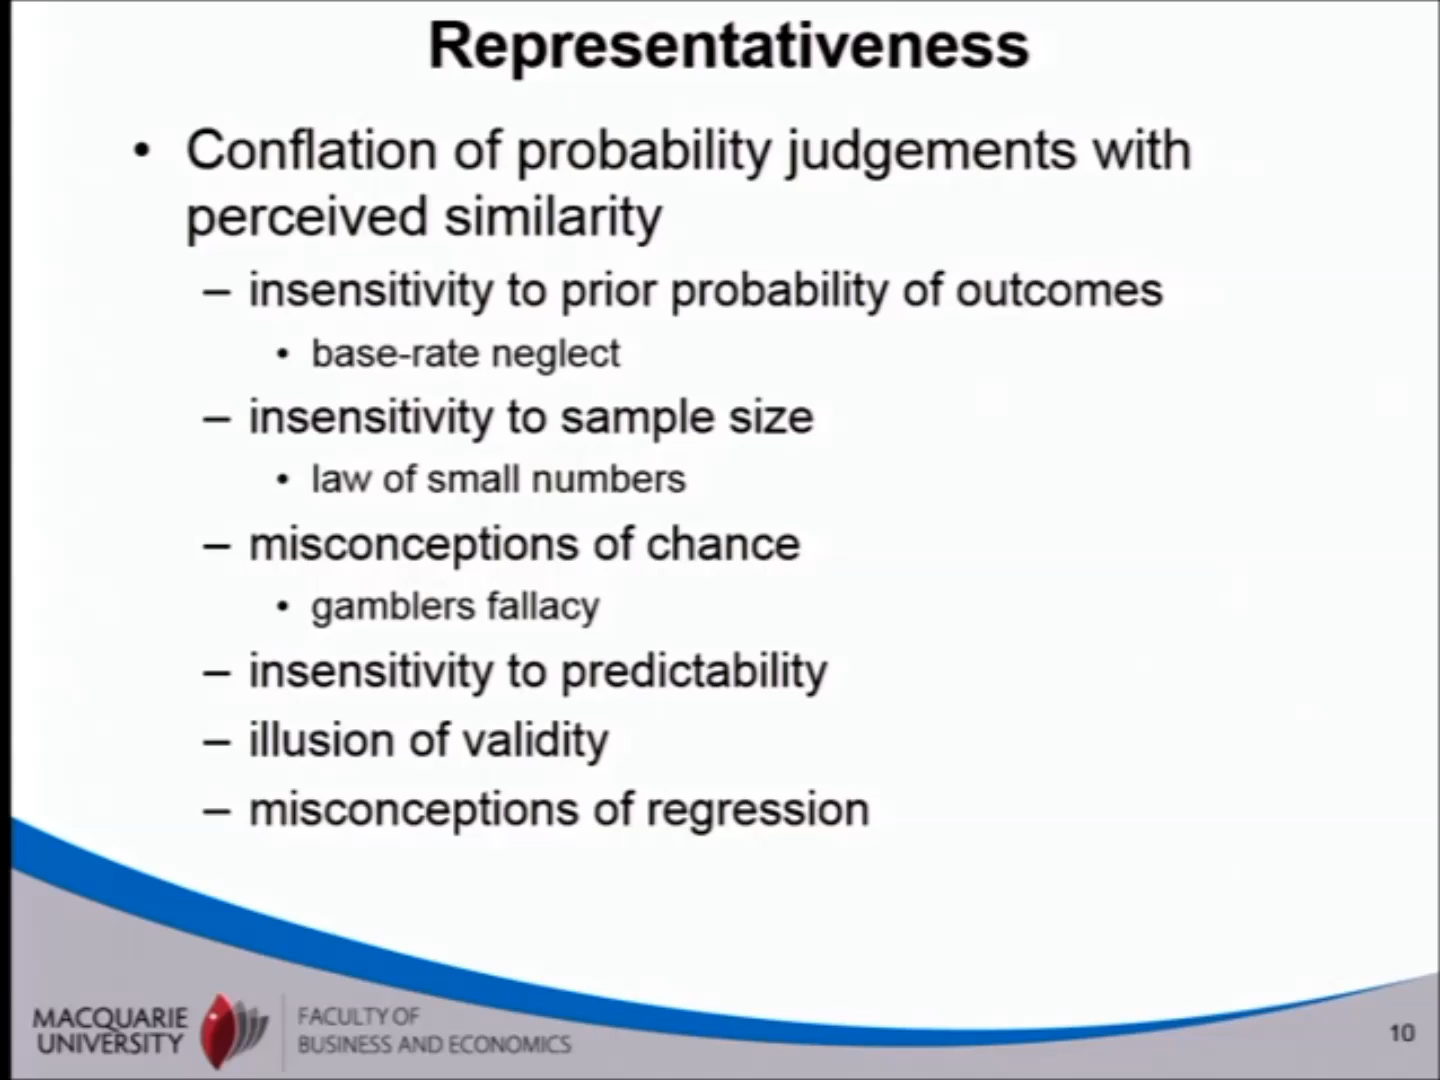 Representativeness
• Conflation of probability judgements with
perceived similarity
– insensitivity to prior probability of outcomes
• base-rate neglect
– insensitivity to sample size
• law of small numbers
– misconceptions of chance
• gamblers fallacy
– insensitivity to predictability
– illusion of validity
– misconceptions of regression
MACQUARIE
UNIVERSITY
FACULTY OF
BUSINESS AND ECONOMICS
10